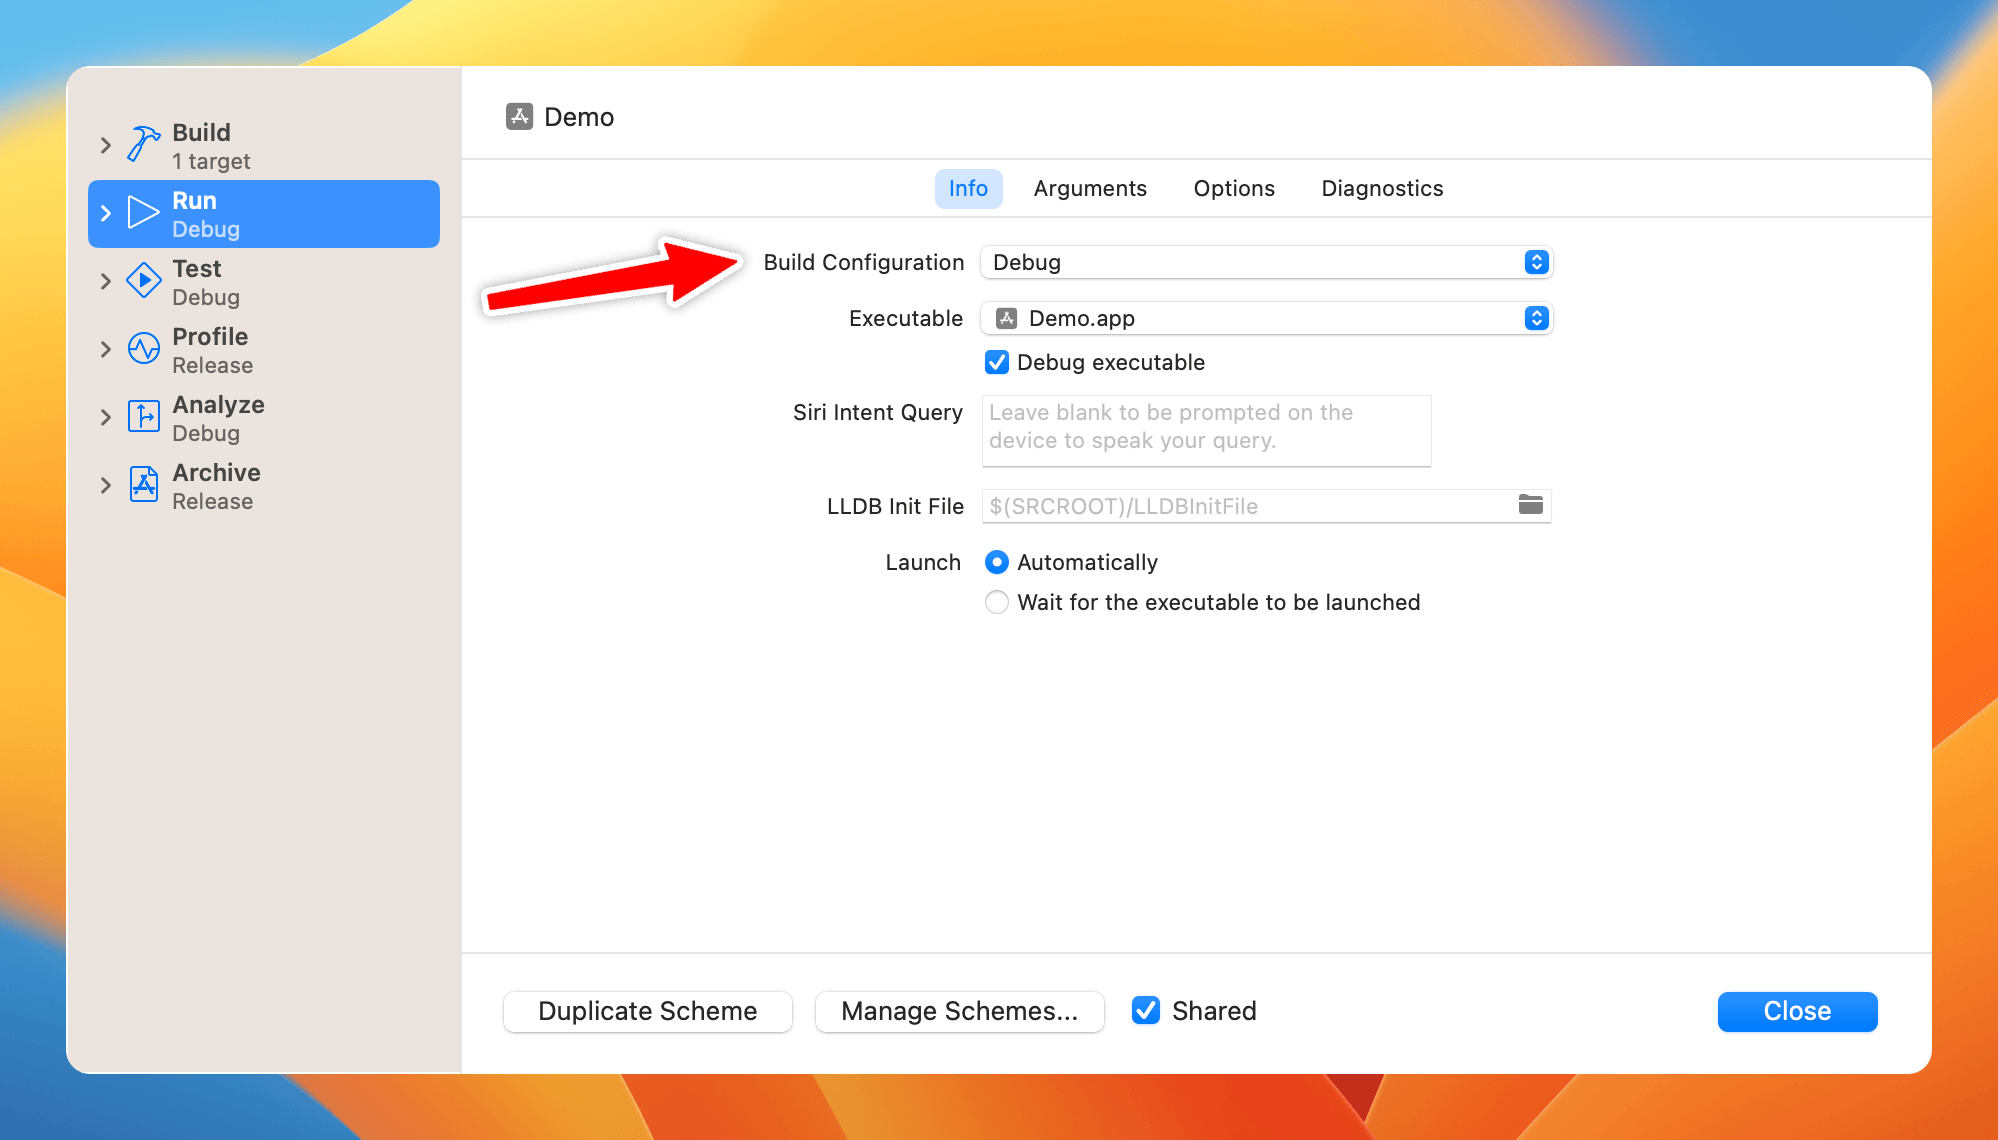 Build
1 target
Run
Debug
Test
Debug
Profile
Release
Analyze
Debug
Archive
Release
Demo
Info Arguments Options Diagnostics
Build Configuration Debug
Executable Demo.app
Debug executable
Siri Intent Query Leave blank to be prompted on the
device to speak your query.
LLDB Init File $(SRCROOT)/LLDBInitFile
Launch Automatically
Wait for the executable to be launched
Duplicate Scheme Manage Schemes... Shared Close